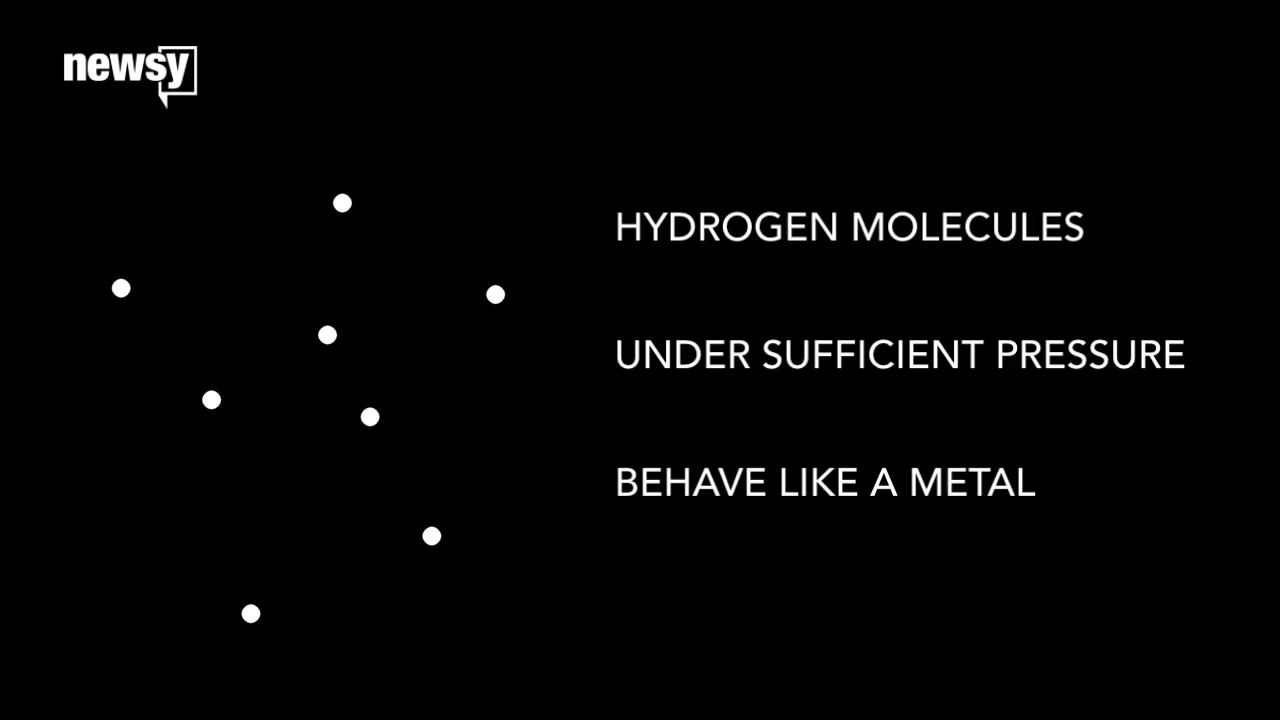 newsy
HYDROGEN MOLECULES
UNDER SUFFICIENT PRESSURE
BEHAVE LIKE A METAL